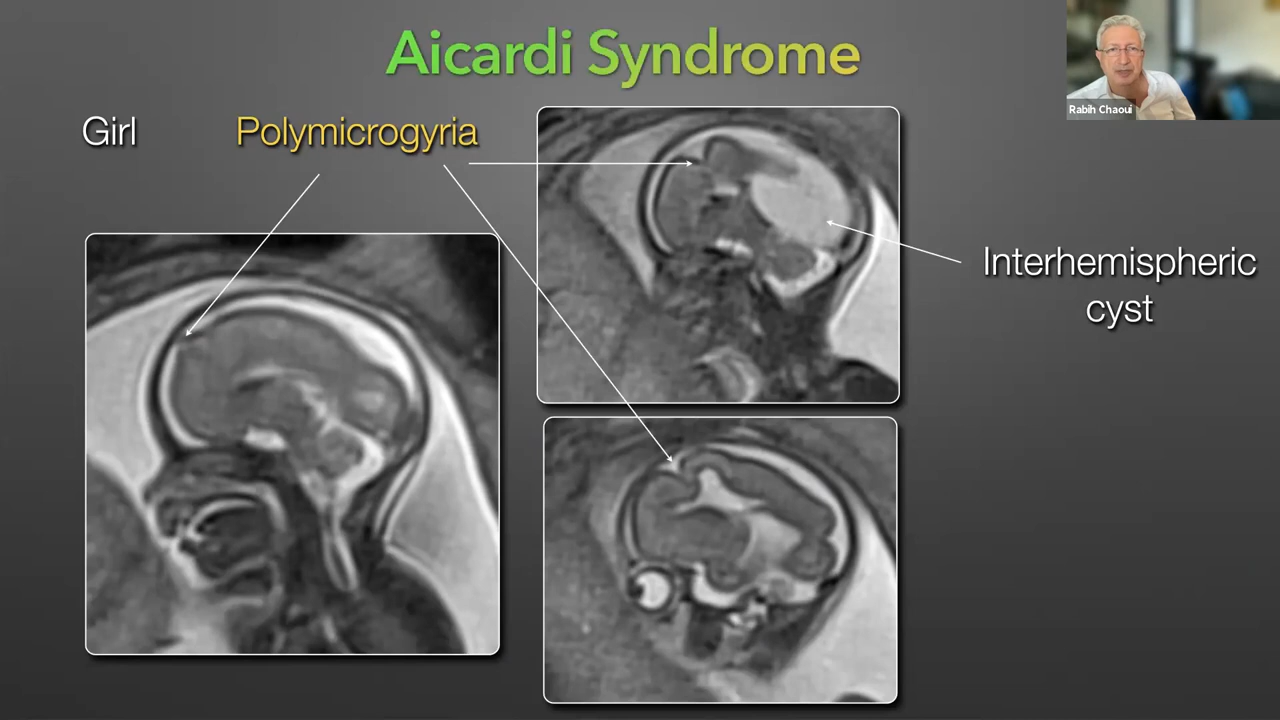 Aicardi Syndrome
Rabih Chaoui
Girl
Polymicrogyria
Interhemispheric
cyst